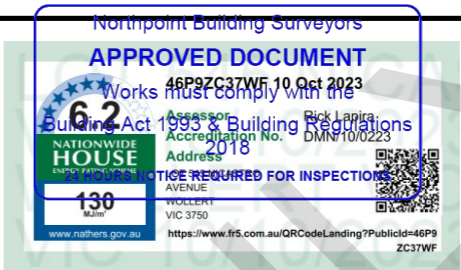 Northpoint Building Surveyors
APPROVED DOCUMENT
Works must comply with the
Building Act 1993 & Building Regulations
2018
24 HOURS NOTICE REQUIRED FOR INSPECTIONS
6.2
NATIONWIDE
HOUSE
ENERGY RATING SCHEME
130
MJ/m²
www.nathers.gov.au
46P9ZC37WF 10 Oct 2023
Assessor Rick Lapira
Accreditation No. DMN/10/0223
Address
AVENUE
WOLLERT
VIC 3750
https://www.fr5.com.au/QRCodeLanding?PublicId=46P9
ZC37WF